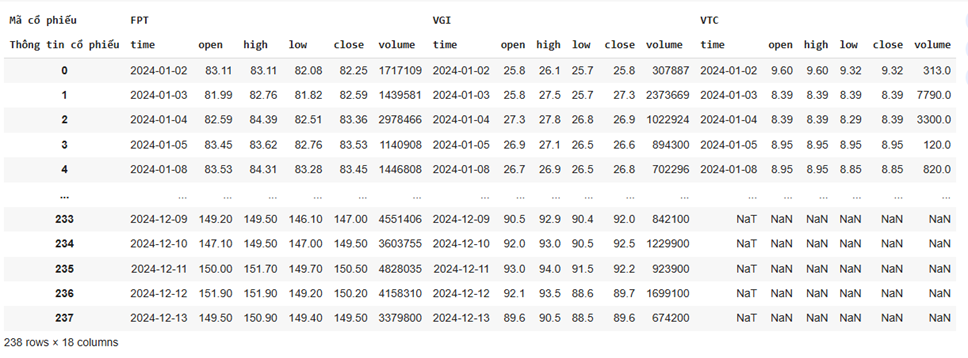 Mã cổ phiếu FPT VGI VTC
Thông tin cổ phiếu time open high low close volume time open high low close volume time open high low close volume
0 2024-01-02 83.11 83.11 82.08 82.25 1717109 2024-01-02 25.8 26.1 25.7 25.8 307887 2024-01-02 9.60 9.60 9.32 9.32 313.0
1 2024-01-03 81.99 82.76 81.82 82.59 1439581 2024-01-03 25.8 27.5 25.7 27.3 2373669 2024-01-03 8.39 8.39 8.39 8.39 7790.0
2 2024-01-04 82.59 84.39 82.51 83.36 2978466 2024-01-04 27.3 27.8 26.8 26.9 1022924 2024-01-04 8.39 8.39 8.29 8.39 3300.0
3 2024-01-05 83.45 83.62 82.76 83.53 1140908 2024-01-05 26.9 27.1 26.5 26.6 894300 2024-01-05 8.95 8.95 8.95 8.95 120.0
4 2024-01-08 83.53 84.31 83.28 83.45 1446808 2024-01-08 26.7 26.9 26.5 26.8 702296 2024-01-08 8.95 8.95 8.85 8.85 820.0
... ... ... ... ... ... ... ... ... ... ... ... ... ... ... ... ... ... ...
233 2024-12-09 149.20 149.50 146.10 147.00 4551406 2024-12-09 90.5 92.9 90.4 92.0 842100 NaT NaN NaN NaN NaN NaN
234 2024-12-10 147.10 149.50 147.00 149.50 3603755 2024-12-10 92.0 93.0 90.5 92.5 1229900 NaT NaN NaN NaN NaN NaN
235 2024-12-11 150.00 151.70 149.70 150.50 4828035 2024-12-11 93.0 94.0 91.5 92.2 923900 NaT NaN NaN NaN NaN NaN
236 2024-12-12 151.90 151.90 149.20 150.20 4158310 2024-12-12 92.1 93.5 88.6 89.7 1699100 NaT NaN NaN NaN NaN NaN
237 2024-12-13 149.50 150.90 149.40 149.50 3379800 2024-12-13 89.6 90.5 88.5 89.6 674200 NaT NaN NaN NaN NaN NaN
238 rows × 18 columns